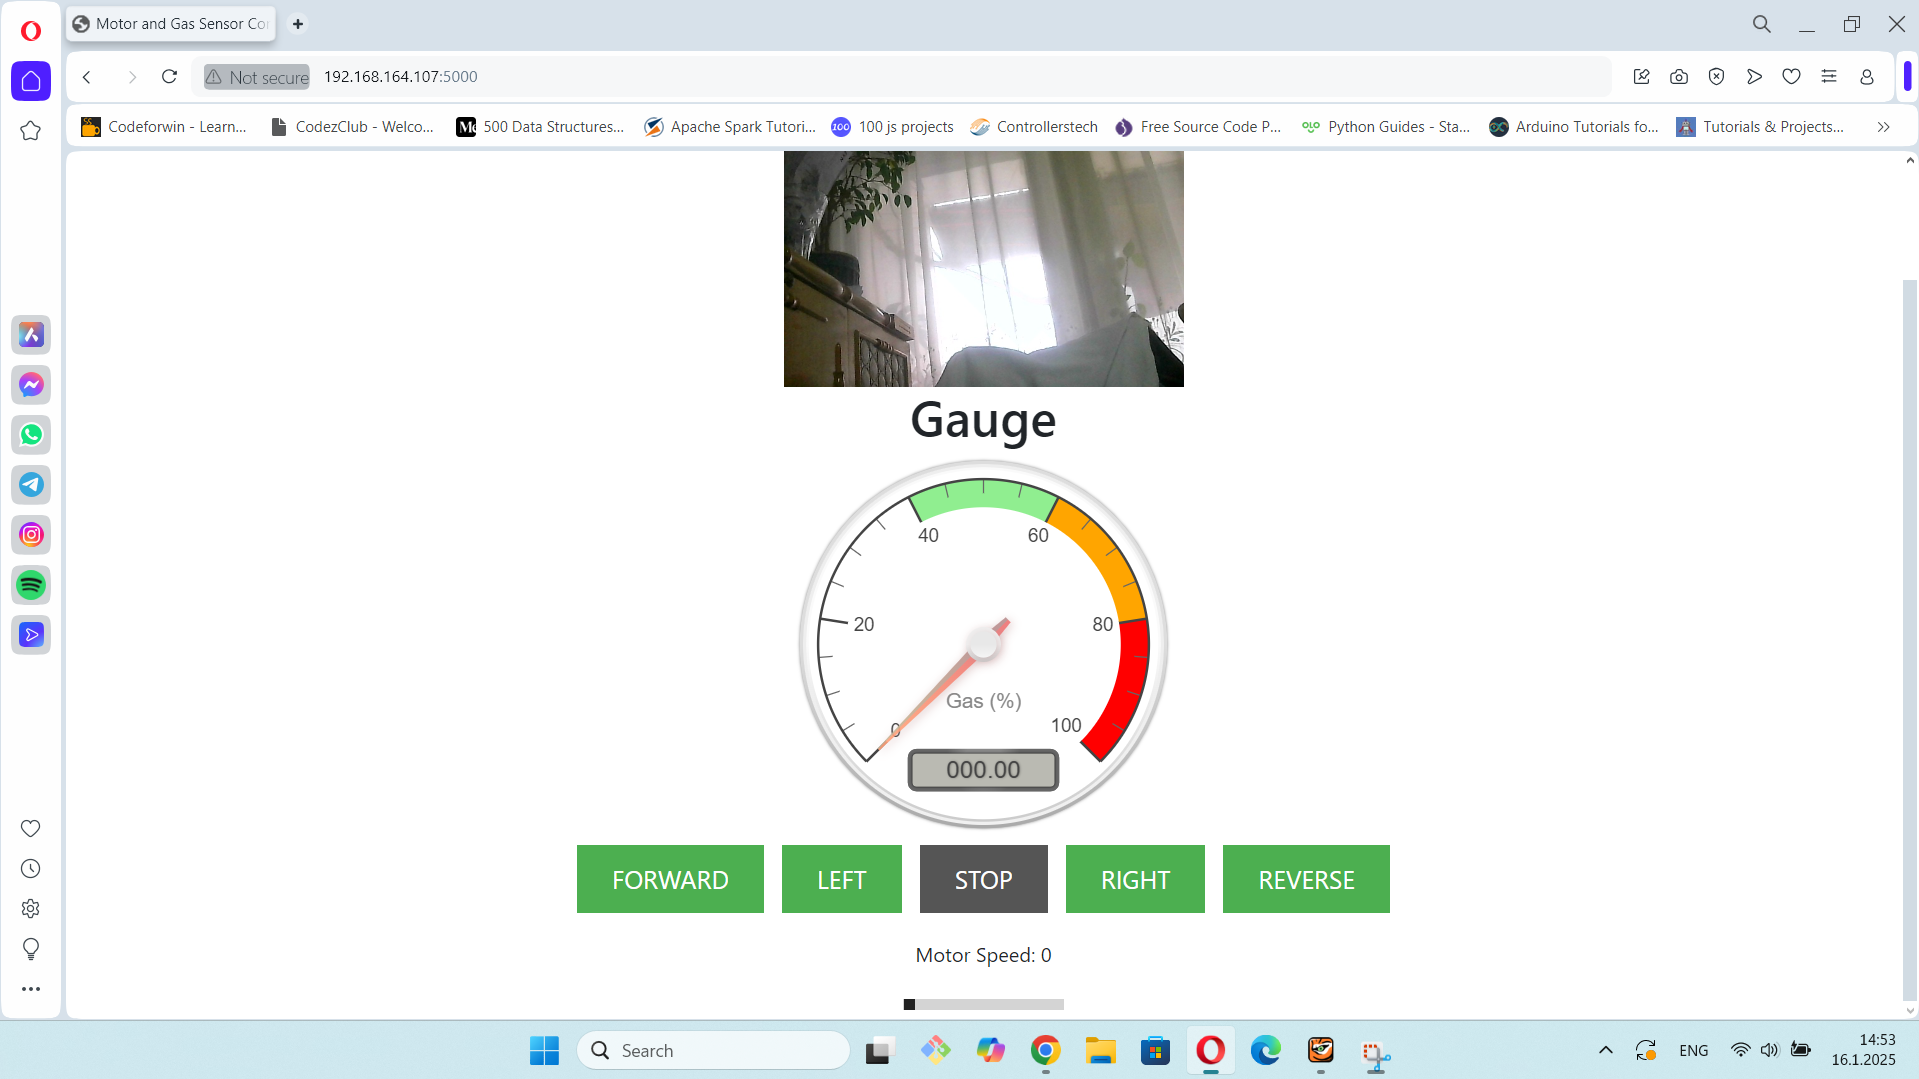 Motor and Gas Sensor Co
Not secure 192.168.164.107:5000
Codeforwin - Learn... CodezClub - Welco... 500 Data Structures... Apache Spark Tutori... 100 js projects Controllerstech Free Source Code P... Python Guides - Sta... Arduino Tutorials fo... Tutorials & Projects...
Gauge
40 60
20 80
Gas (%)
0 100
000.00
FORWARD LEFT STOP RIGHT REVERSE
Motor Speed: 0
Search
ENG
14:53
16.1.2025